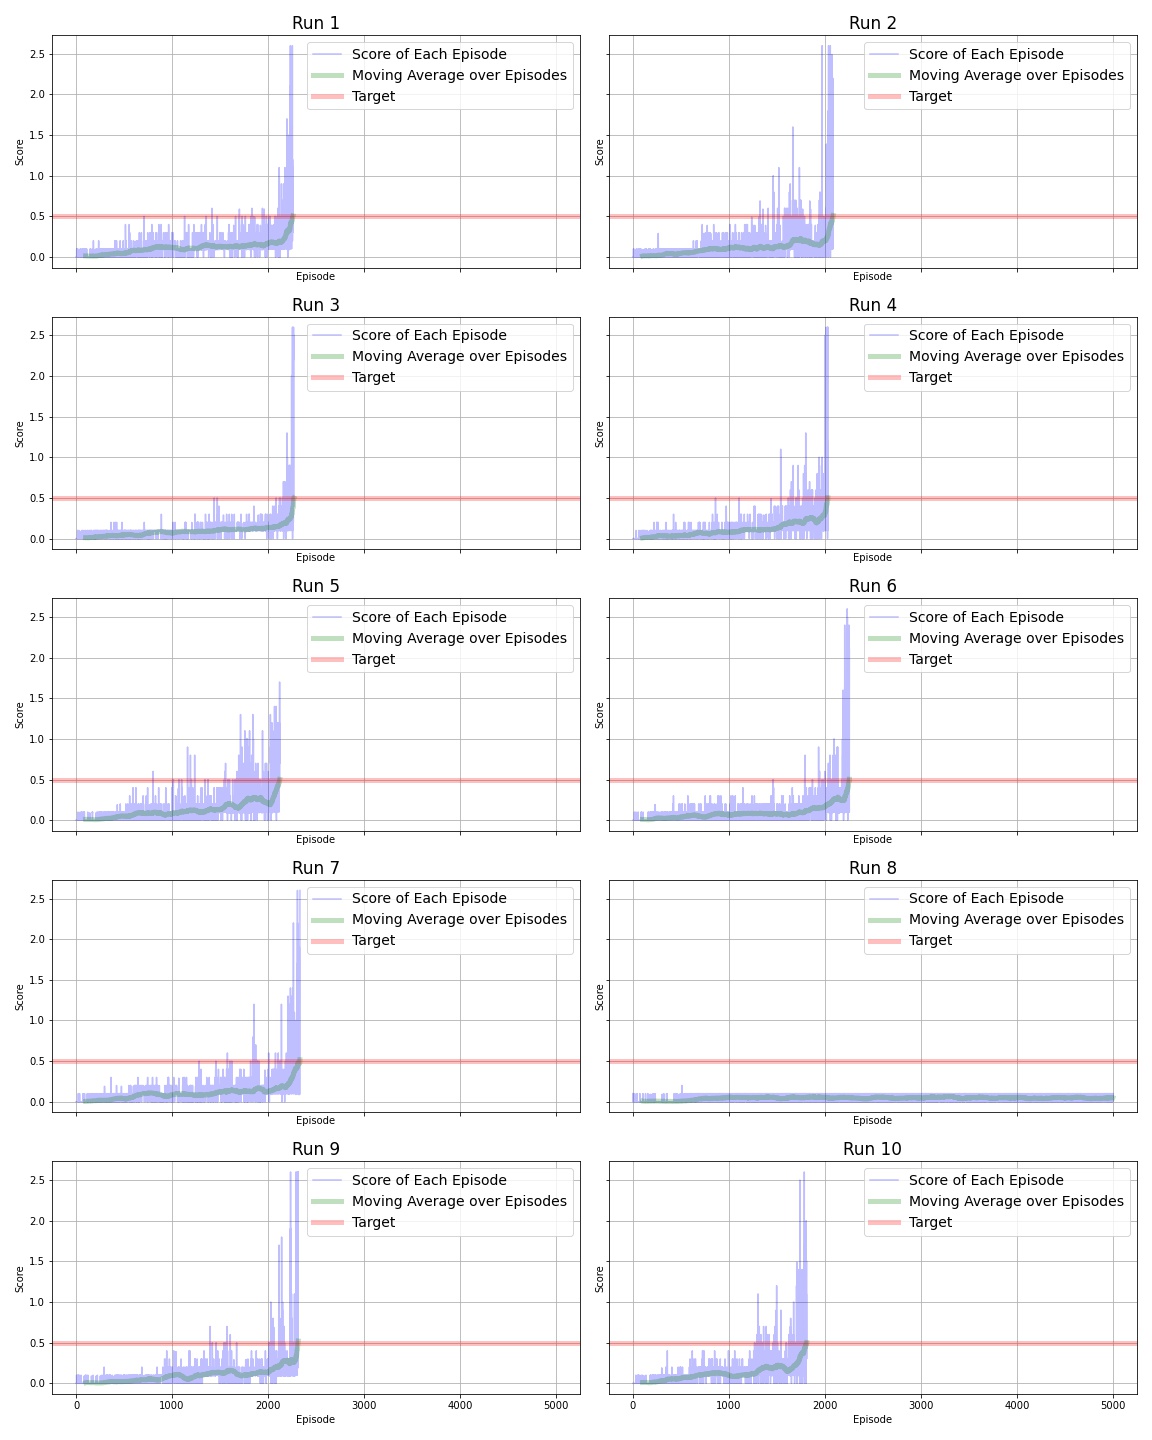 Run 1
2.5
2.0
1.5
1.0
0.5
0.0
Score
Episode
Score of Each Episode
Moving Average over Episodes
Target
Run 2
Score
Episode
Score of Each Episode
Moving Average over Episodes
Target
Run 3
2.5
2.0
1.5
1.0
0.5
0.0
Score
Episode
Score of Each Episode
Moving Average over Episodes
Target
Run 4
Score
Episode
Score of Each Episode
Moving Average over Episodes
Target
Run 5
2.5
2.0
1.5
1.0
0.5
0.0
Score
Episode
Score of Each Episode
Moving Average over Episodes
Target
Run 6
Score
Episode
Score of Each Episode
Moving Average over Episodes
Target
Run 7
2.5
2.0
1.5
1.0
0.5
0.0
Score
Episode
Score of Each Episode
Moving Average over Episodes
Target
Run 8
Score
Episode
Score of Each Episode
Moving Average over Episodes
Target
Run 9
2.5
2.0
1.5
1.0
0.5
0.0
Score
0 1000 2000 3000 4000 5000
Episode
Score of Each Episode
Moving Average over Episodes
Target
Run 10
Score
0 1000 2000 3000 4000 5000
Episode
Score of Each Episode
Moving Average over Episodes
Target